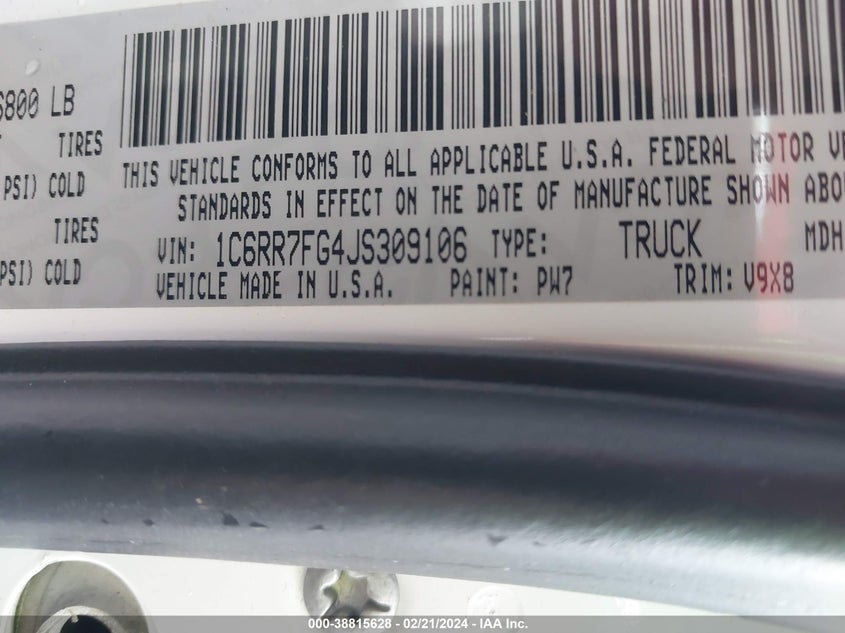 6800 LB
TIRES
PSI) COLD
TIRES
PSI) COLD
THIS VEHICLE CONFORMS TO ALL APPLICABLE U.S.A. FEDERAL MOTOR VE
STANDARDS IN EFFECT ON THE DATE OF MANUFACTURE SHOWN ABOV
VIN: 1C6RR7FG4JS309106 TYPE: TRUCK MDH
VEHICLE MADE IN U.S.A. PAINT: PW7 TRIM: V9X8
000-38815628 - 02/21/2024 - IAA Inc.